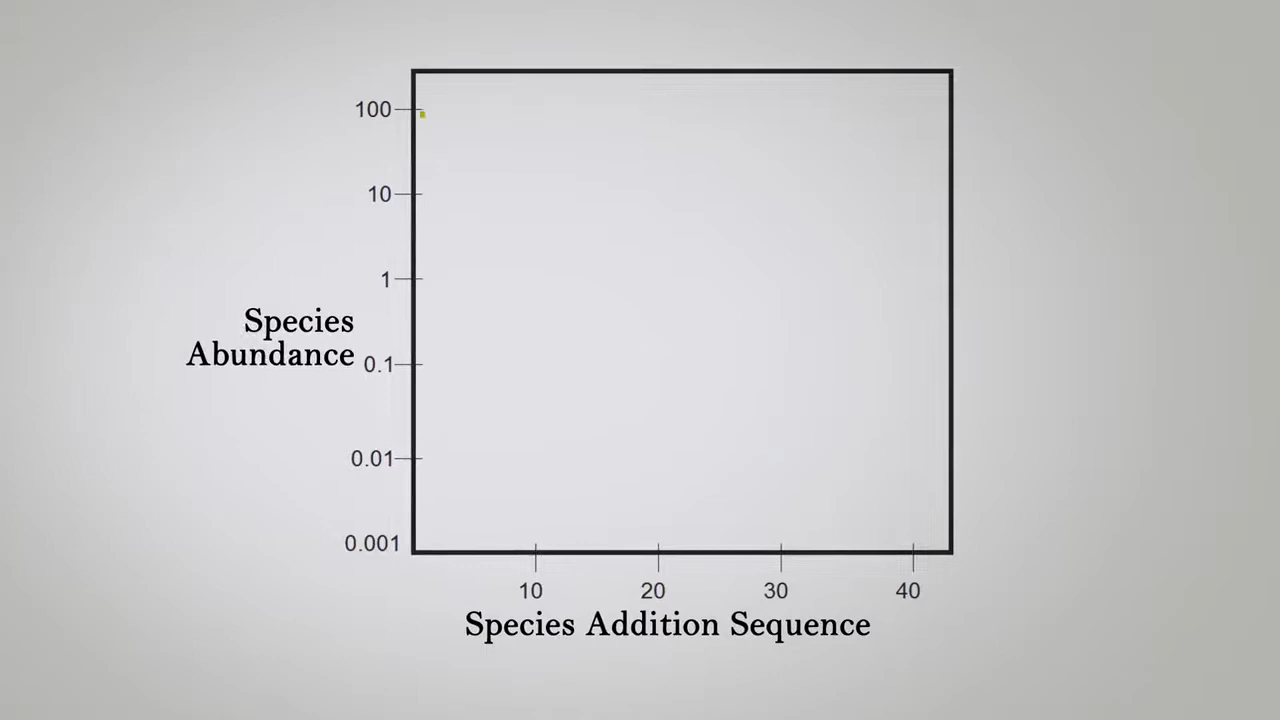 100
10
1
Species
Abundance
0.1
0.01
0.001
10 20 30 40
Species Addition Sequence